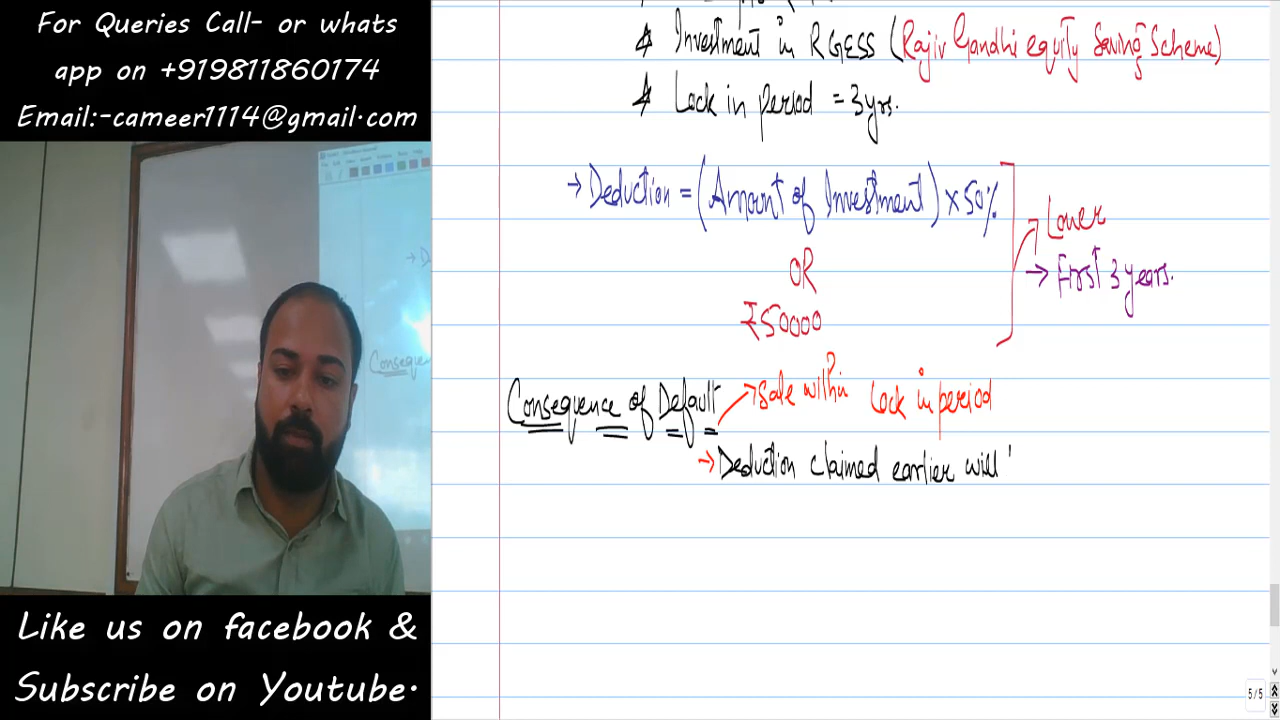 For Queries Call- or whats
app on +919811860174
Email:-cameer1114@gmail.com
Investment in RGESS (Rajiv Gandhi equity Saving Scheme)
Lock in period = 3 yrs.
→ Deduction = (Amount of Investment) × 50%
OR
₹50000
→ Lower
→ First 3 years.
Consequence of Default → Sale within Lock in period
→ Deduction claimed earlier will
Like us on facebook &
Subscribe on Youtube.
5/5